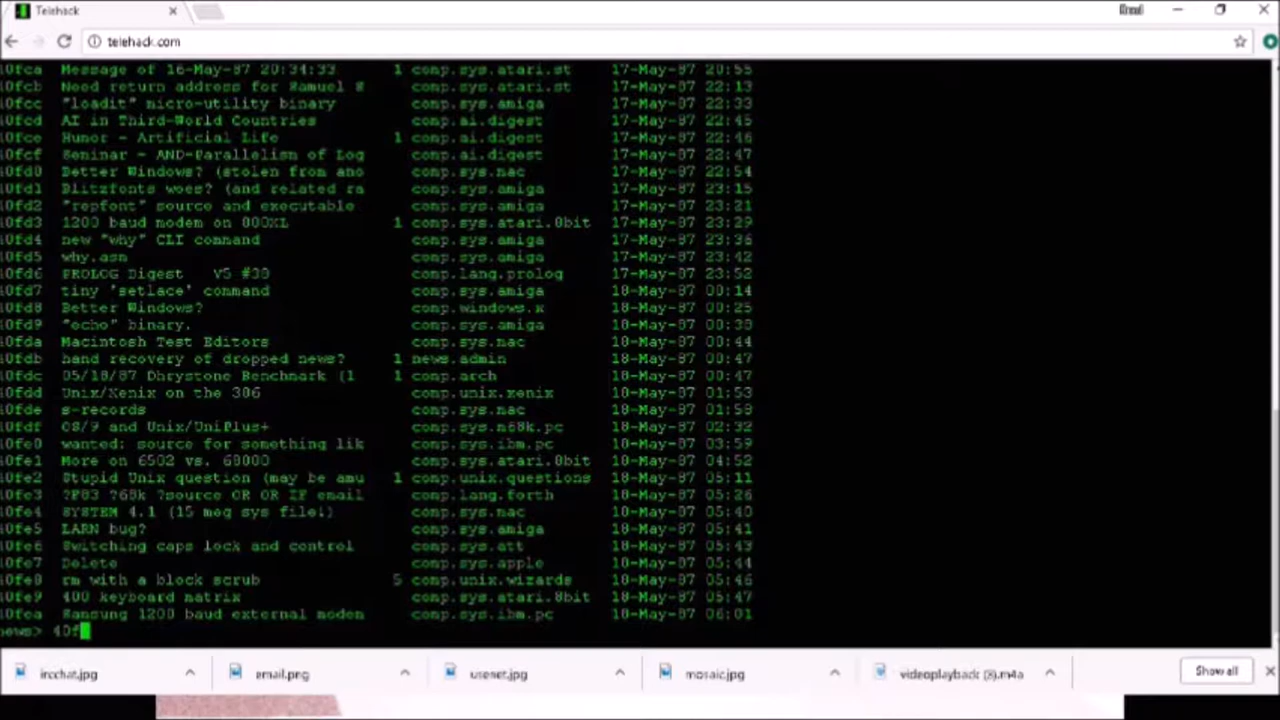 Telehack
telehack.com
40fca Message of 16-May-87 20:34:33 1 comp.sys.atari.st 17-May-87 20:55
40fcb Need return address for Samuel S comp.sys.atari.st 17-May-87 22:13
40fcc "loadit" micro-utility binary comp.sys.amiga 17-May-87 22:33
40fcd AI in Third-World Countries comp.ai.digest 17-May-87 22:45
40fce Humor - Artificial Life 1 comp.ai.digest 17-May-87 22:46
40fcf Seminar - AND-Parallelism of Log comp.ai.digest 17-May-87 22:47
40fd0 Better Windows? (stolen from ano comp.sys.mac 17-May-87 22:54
40fd1 Blitzfonts woes? (and related ra comp.sys.amiga 17-May-87 23:15
40fd2 "repfont" source and executable comp.sys.amiga 17-May-87 23:21
40fd3 1200 baud modem on 800XL 1 comp.sys.atari.8bit 17-May-87 23:29
40fd4 new "why" CLI command comp.sys.amiga 17-May-87 23:36
40fd5 why.asm comp.sys.amiga 17-May-87 23:42
40fd6 PROLOG Digest V5 #38 comp.lang.prolog 17-May-87 23:52
40fd7 tiny 'setlace' command comp.sys.amiga 18-May-87 00:14
40fd8 Better Windows? comp.windows.x 18-May-87 00:25
40fd9 "echo" binary. comp.sys.amiga 18-May-87 00:38
40fda Macintosh Test Editors comp.sys.mac 18-May-87 00:44
40fdb hand recovery of dropped news? 1 news.admin 18-May-87 00:47
40fdc 05/18/87 Dhrystone Benchmark (1 1 comp.arch 18-May-87 00:47
40fdd Unix/Xenix on the 386 comp.unix.xenix 18-May-87 01:53
40fde s-records comp.sys.mac 18-May-87 01:59
40fdf OS/9 and Unix/UniPlus+ comp.sys.m68k.pc 18-May-87 02:32
40fe0 wanted: source for something lik comp.sys.ibm.pc 18-May-87 03:59
40fe1 More on 6502 vs. 68000 comp.sys.atari.8bit 18-May-87 04:52
40fe2 Stupid Unix question (may be amu 1 comp.unix.questions 18-May-87 05:11
40fe3 ?F83 ?68k ?source OR OR IF email comp.lang.forth 18-May-87 05:26
40fe4 SYSTEM 4.1 (15 meg sys file!) comp.sys.mac 18-May-87 05:40
40fe5 LARN bug? comp.sys.amiga 18-May-87 05:41
40fe6 Switching caps lock and control comp.sys.att 18-May-87 05:43
40fe7 Delete comp.sys.apple 18-May-87 05:44
40fe8 rm with a block scrub 5 comp.unix.wizards 18-May-87 05:46
40fe9 400 keyboard matrix comp.sys.atari.8bit 18-May-87 05:47
40fea Samsung 1200 baud external modem comp.sys.ibm.pc 18-May-87 06:01
news> 40f
ircchat.jpg email.png usenet.jpg mosaic.jpg videoplayback (3).m4a Show all